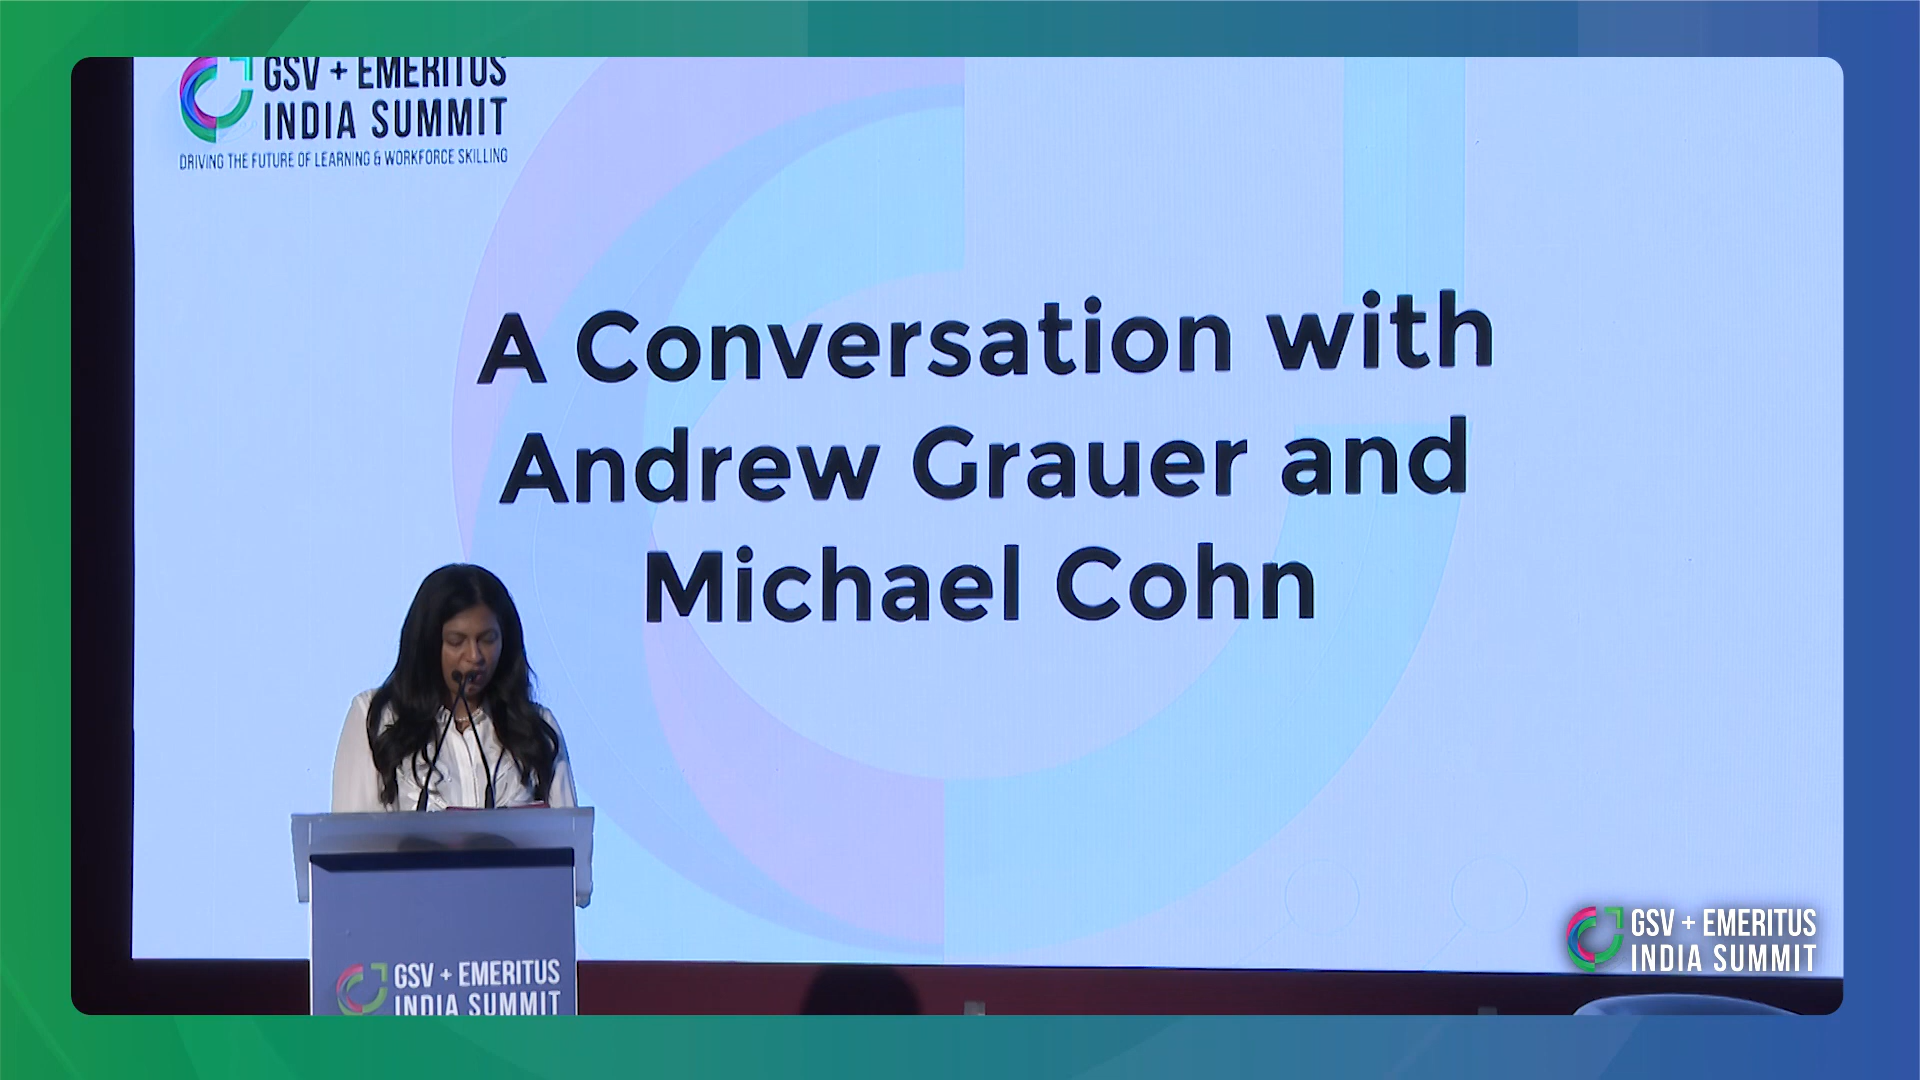 GSV + EMERITUS
INDIA SUMMIT
DRIVING THE FUTURE OF LEARNING & WORKFORCE SKILLING
A Conversation with
Andrew Grauer and
Michael Cohn
GSV + EMERITUS
INDIA SUMMIT
GSV + EMERITUS
INDIA SUMMIT